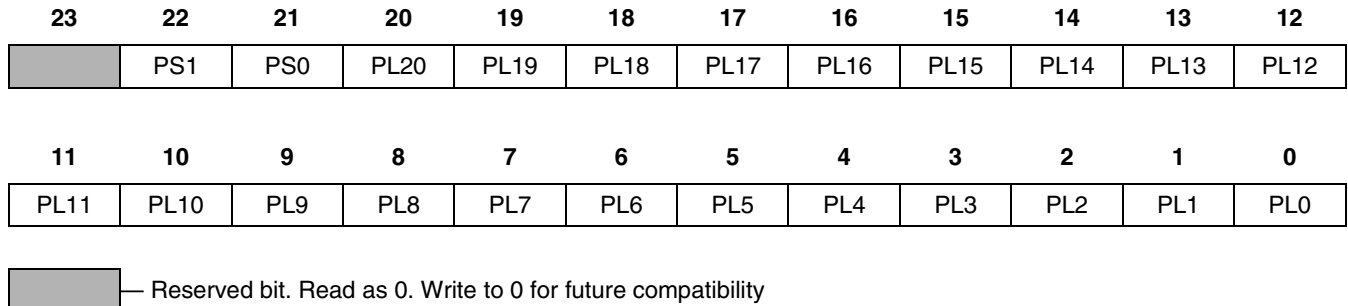 23 22 21 20 19 18 17 16 15 14 13 12
PS1 PS0 PL20 PL19 PL18 PL17 PL16 PL15 PL14 PL13 PL12
11 10 9 8 7 6 5 4 3 2 1 0
PL11 PL10 PL9 PL8 PL7 PL6 PL5 PL4 PL3 PL2 PL1 PL0
Reserved bit. Read as 0. Write to 0 for future compatibility